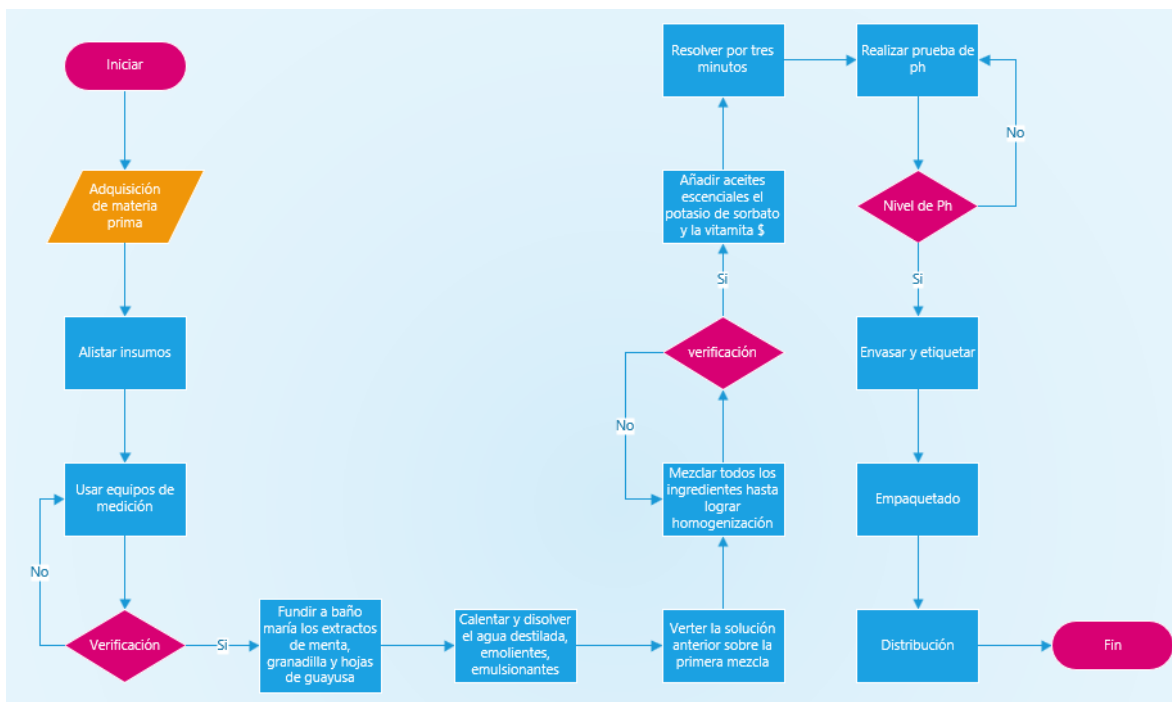 Iniciar
Adquisición
de materia
prima
Alistar insumos
Usar equipos de
medición
No
Verificación
Si
Fundir a baño
maría los extractos
de menta,
granadilla y hojas
de guayusa
Calentar y disolver
el agua destilada,
emolientes,
emulsionantes
Verter la solución
anterior sobre la
primera mezcla
Mezclar todos los
ingredientes hasta
lograr
homogenización
No
verificación
Si
Añadir aceites
escenciales el
potasio de sorbato
y la vitamita $
Resolver por tres
minutos
Realizar prueba de
ph
No
Nivel de Ph
Si
Envasar y etiquetar
Empaquetado
Distribución
Fin